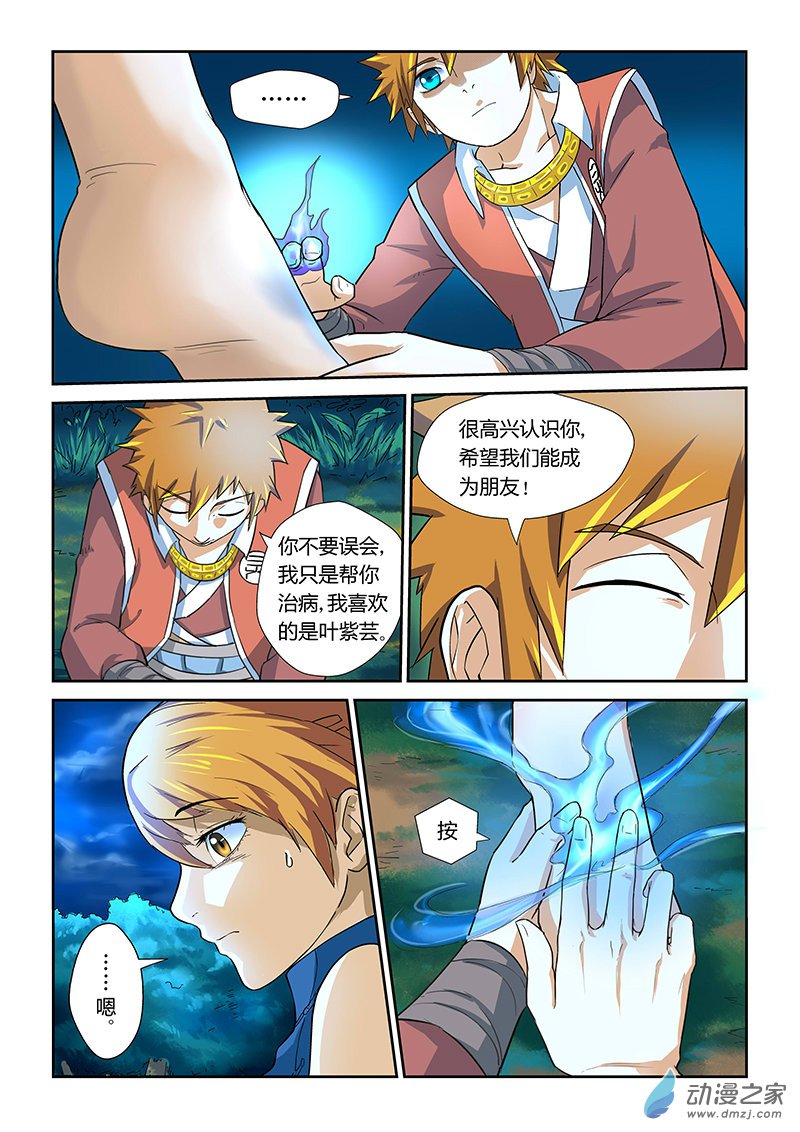 ……
你不要误会，
我只是帮你
治病，我喜欢
的是叶紫芸。
很高兴认识你，
希望我们能成
为朋友！
……嗯。
按
动漫之家
www.dmzj.com